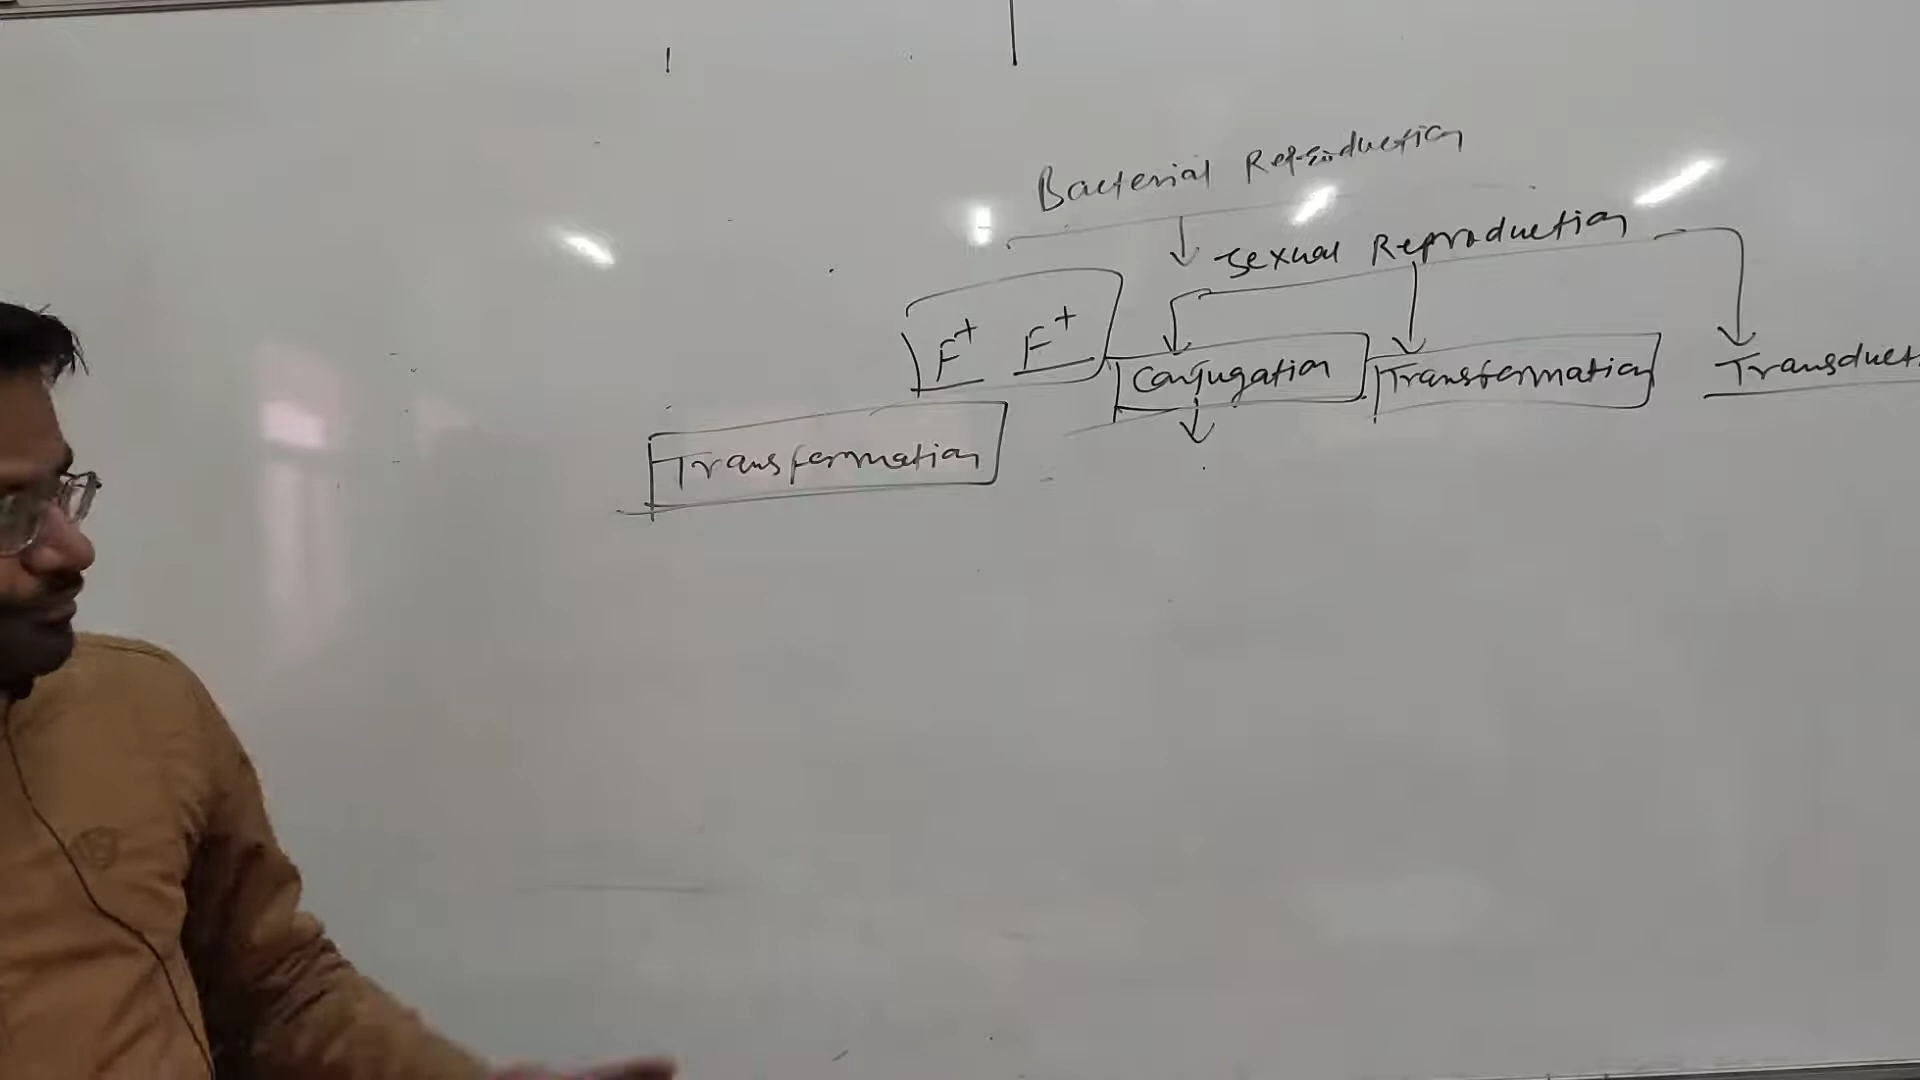 Bacterial Reproduction
Sexual Reproduction
F+ F+
Conjugation Transformation Transduct
Transformation